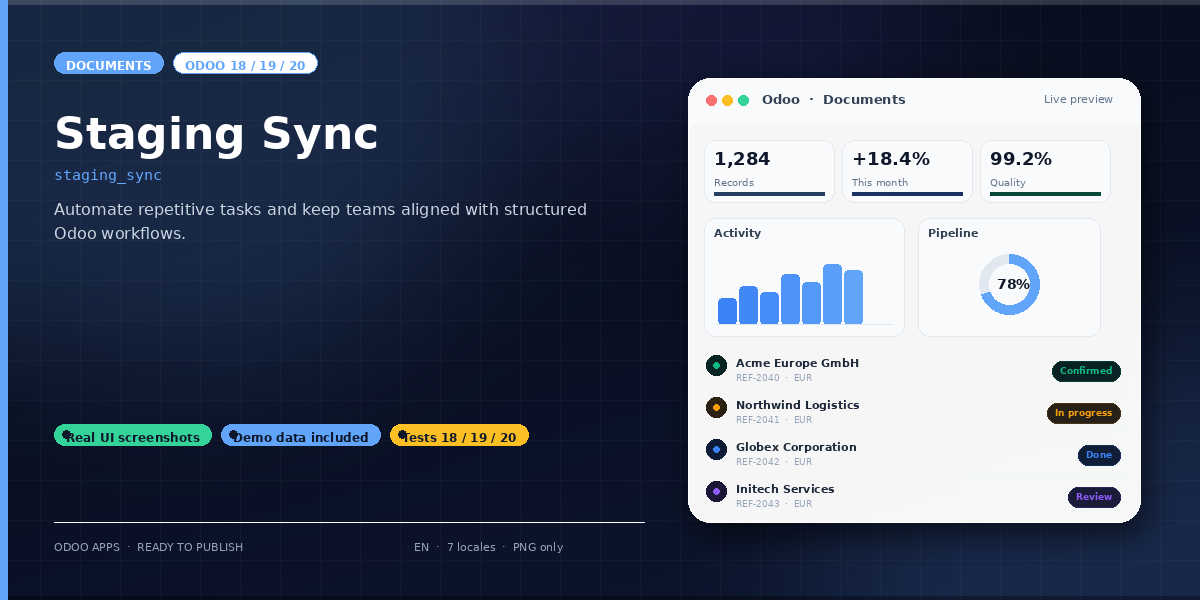 DOCUMENTS
ODOO 18 / 19 / 20
Staging Sync
staging_sync
Automate repetitive tasks and keep teams aligned with structured
Odoo workflows.
Real UI screenshots
Demo data included
Tests 18 / 19 / 20
ODOO APPS · READY TO PUBLISH
EN · 7 locales · PNG only
Odoo · Documents
Live preview
1,284
Records
+18.4%
This month
99.2%
Quality
Activity
Pipeline
78%
Acme Europe GmbH
REF-2040 · EUR
Confirmed
Northwind Logistics
REF-2041 · EUR
In progress
Globex Corporation
REF-2042 · EUR
Done
Initech Services
REF-2043 · EUR
Review